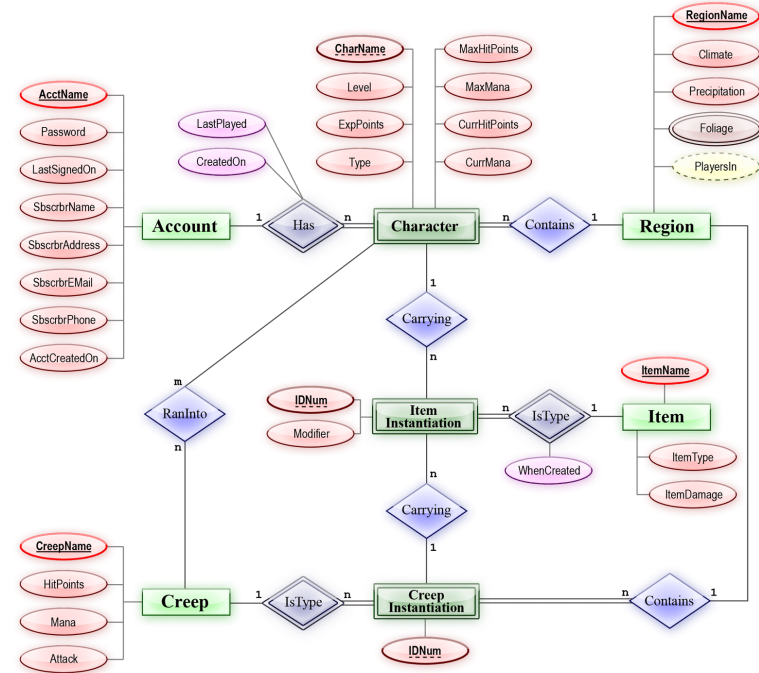 RegionName
CharName
MaxHitPoints
Climate
AcctName
Level
MaxMana
Precipitation
Password
LastPlayed
ExpPoints
CurrHitPoints
Foliage
LastSignedOn
CreatedOn
Type
CurrMana
PlayersIn
SbscrbrName
Account
1
Has
n
Character
n
Contains
1
Region
SbscrbrAddress
SbscrbrEMail
1
SbscrbrPhone
Carrying
AcctCreatedOn
n
ItemName
m
RanInto
n
IDNum
Modifier
Item
Instantiation
n
IsType
1
Item
WhenCreated
ItemType
ItemDamage
n
Carrying
1
CreepName
HitPoints
Creep
1
IsType
n
Creep
Instantiation
n
Contains
1
Mana
Attack
IDNum